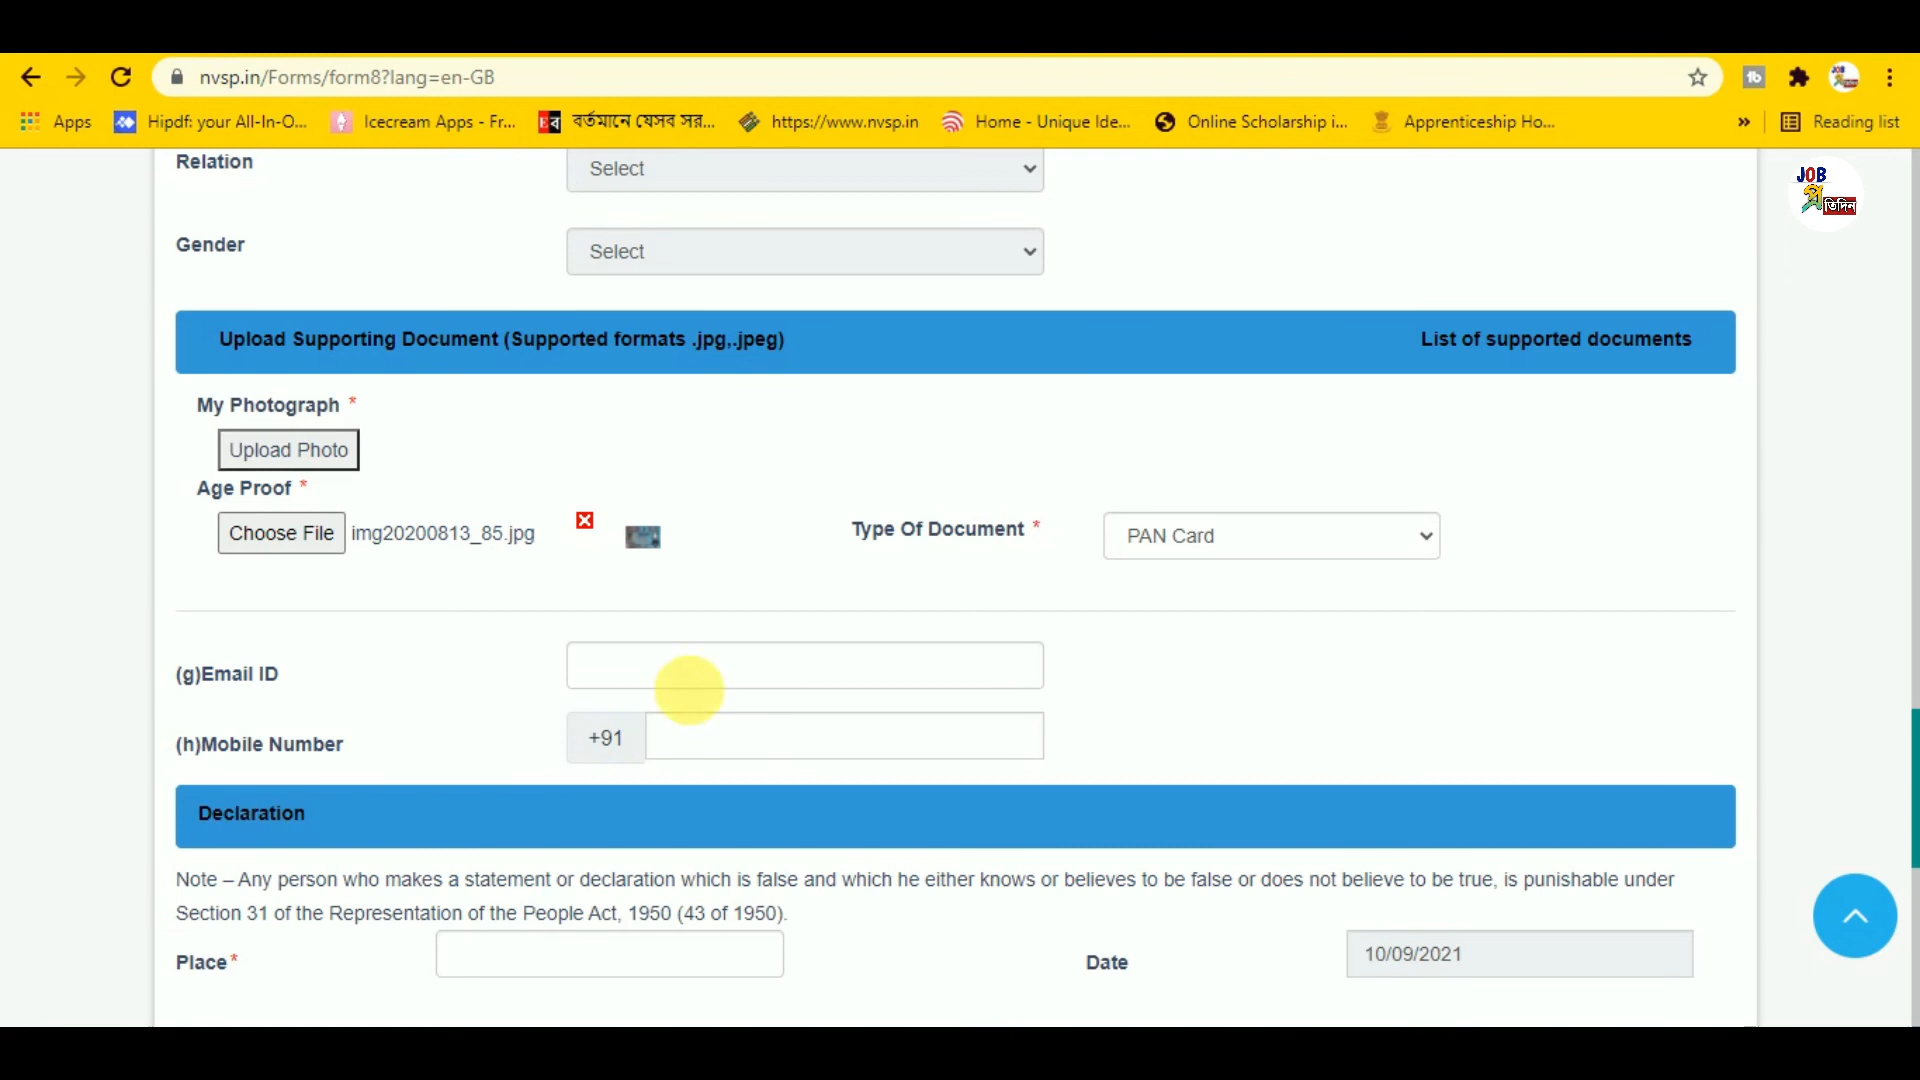 nvsp.in/Forms/form8?lang=en-GB
Apps Hipdf: your All-In-O... Icecream Apps - Fr... বর্তমানে যেসব সর... https://www.nvsp.in Home - Unique Ide... Online Scholarship i... Apprenticeship Ho... » Reading list
JOB
প্রতিদিন
Relation Select
Gender Select
Upload Supporting Document (Supported formats .jpg,.jpeg) List of supported documents
My Photograph *
Upload Photo
Age Proof *
Choose File img20200813_85.jpg Type Of Document * PAN Card
(g)Email ID
(h)Mobile Number +91
Declaration
Note – Any person who makes a statement or declaration which is false and which he either knows or believes to be false or does not believe to be true, is punishable under
Section 31 of the Representation of the People Act, 1950 (43 of 1950).
Place* Date 10/09/2021